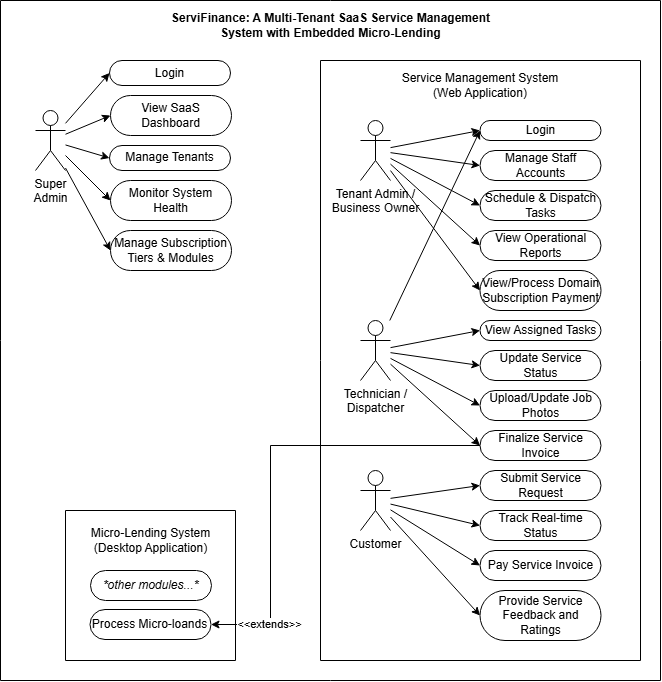 ServiFinance: A Multi-Tenant SaaS Service Management
System with Embedded Micro-Lending
Login
View SaaS
Dashboard
Manage Tenants
Monitor System
Health
Manage Subscription
Tiers & Modules
Super
Admin
Service Management System
(Web Application)
Login
Manage Staff
Accounts
Schedule & Dispatch
Tasks
View Operational
Reports
View/Process Domain
Subscription Payment
Tenant Admin /
Business Owner
View Assigned Tasks
Update Service
Status
Upload/Update Job
Photos
Finalize Service
Invoice
Technician /
Dispatcher
Submit Service
Request
Track Real-time
Status
Pay Service Invoice
Provide Service
Feedback and
Ratings
Customer
Micro-Lending System
(Desktop Application)
*other modules...*
Process Micro-loands
<<extends>>